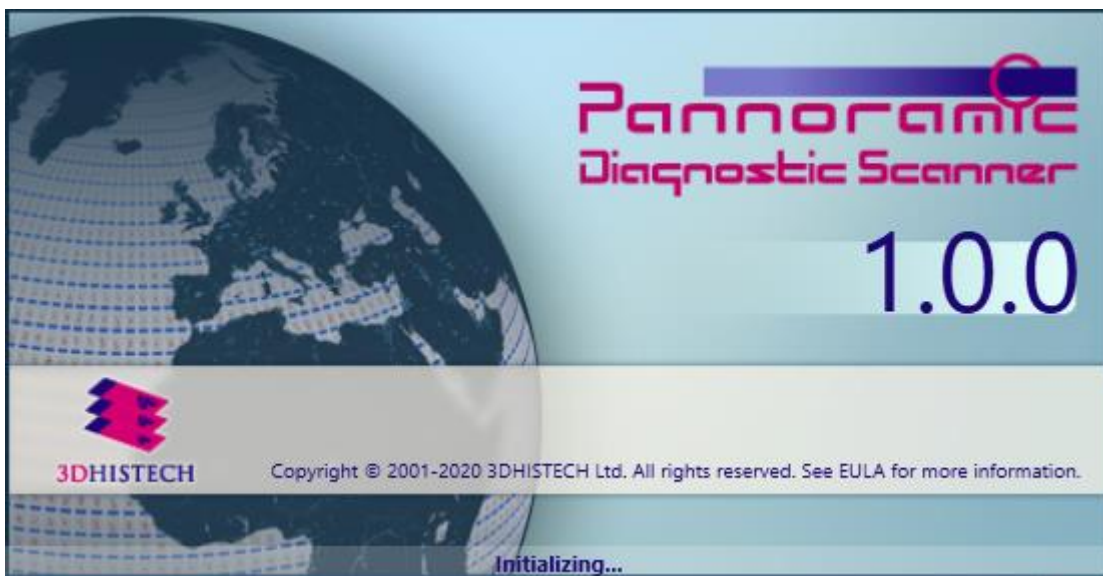 Pannoramic
Diagnostic Scanner
1.0.0
3DHISTECH
Copyright © 2001-2020 3DHISTECH Ltd. All rights reserved. See EULA for more information.
Initializing...